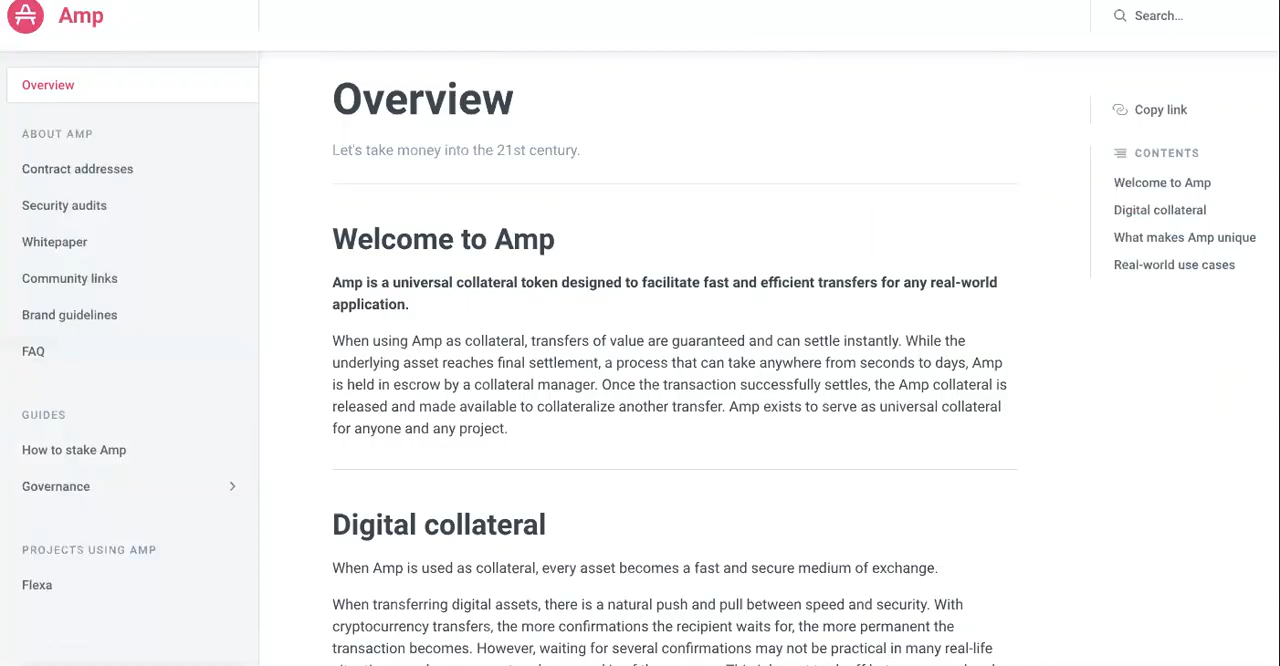 Amp
Search...
Overview
ABOUT AMP
Contract addresses
Security audits
Whitepaper
Community links
Brand guidelines
FAQ
GUIDES
How to stake Amp
Governance
PROJECTS USING AMP
Flexa
Overview
Let's take money into the 21st century.
Welcome to Amp
Amp is a universal collateral token designed to facilitate fast and efficient transfers for any real-world
application.
When using Amp as collateral, transfers of value are guaranteed and can settle instantly. While the
underlying asset reaches final settlement, a process that can take anywhere from seconds to days, Amp
is held in escrow by a collateral manager. Once the transaction successfully settles, the Amp collateral is
released and made available to collateralize another transfer. Amp exists to serve as universal collateral
for anyone and any project.
Digital collateral
When Amp is used as collateral, every asset becomes a fast and secure medium of exchange.
When transferring digital assets, there is a natural push and pull between speed and security. With
cryptocurrency transfers, the more confirmations the recipient waits for, the more permanent the
transaction becomes. However, waiting for several confirmations may not be practical in many real-life
Copy link
CONTENTS
Welcome to Amp
Digital collateral
What makes Amp unique
Real-world use cases